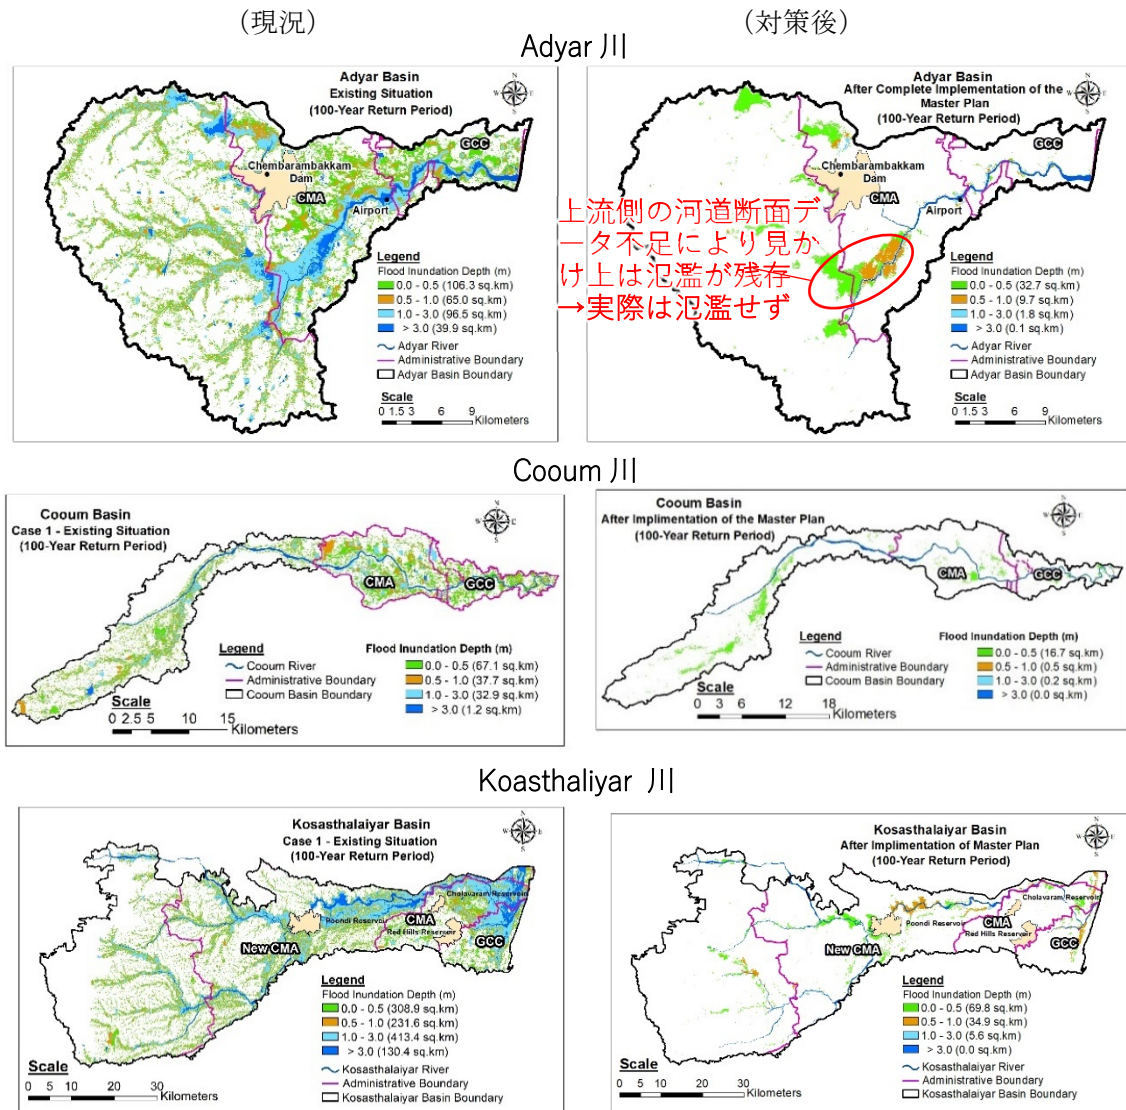 （現況）
（対策後）
Adyar 川
Adyar Basin
Existing Situation
(100-Year Return Period)
N
W
E
S
GCC
Chembarambakkam
Dam
CMA
Airport
Legend
Flood Inundation Depth (m)
0.0 - 0.5 (106.3 sq.km)
0.5 - 1.0 (65.0 sq.km)
1.0 - 3.0 (96.5 sq.km)
> 3.0 (39.9 sq.km)
Adyar River
Administrative Boundary
Adyar Basin Boundary
Scale
0 1.5 3 6 9
Kilometers
Adyar Basin
After Complete Implementation of the
Master Plan
(100-Year Return Period)
N
W
E
S
GCC
Chembarambakkam
Dam
CMA
Airport
上流側の河道断面デ
ータ不足により見か
け上は氾濫が残存
→実際は氾濫せず
Legend
Flood Inundation Depth (m)
0.0 - 0.5 (32.7 sq.km)
0.5 - 1.0 (9.7 sq.km)
1.0 - 3.0 (1.8 sq.km)
> 3.0 (0.1 sq.km)
Adyar River
Administrative Boundary
Adyar Basin Boundary
Scale
0 1.5 3 6 9
Kilometers
Cooum 川
Cooum Basin
Case 1 - Existing Situation
(100-Year Return Period)
N
W
E
S
CMA
GCC
Legend
Cooum River
Administrative Boundary
Cooum Basin Boundary
Flood Inundation Depth (m)
0.0 - 0.5 (67.1 sq.km)
0.5 - 1.0 (37.7 sq.km)
1.0 - 3.0 (32.9 sq.km)
> 3.0 (1.2 sq.km)
Scale
0 2.5 5 10 15
Kilometers
Cooum Basin
After Implimentation of the Master Plan
(100-Year Return Period)
N
W
E
S
CMA
GCC
Legend
Cooum River
Administrative Boundary
Cooum Basin Boundary
Flood Inundation Depth (m)
0.0 - 0.5 (16.7 sq.km)
0.5 - 1.0 (0.5 sq.km)
1.0 - 3.0 (0.2 sq.km)
> 3.0 (0.0 sq.km)
Scale
0 3 6 12 18
Kilometers
Koasthaliyar 川
Kosasthalaiyar Basin
Case 1 - Existing Situation
(100-Year Return Period)
N
W
E
S
Cholavaram Reservoir
Poondi Reservoir
CMA
Red Hills Reservoir
New CMA
GCC
Legend
Flood Inundation Depth (m)
0.0 - 0.5 (308.9 sq.km)
0.5 - 1.0 (231.6 sq.km)
1.0 - 3.0 (413.4 sq.km)
> 3.0 (130.4 sq.km)
Kosasthalaiyar River
Administrative Boundary
Kosasthalaiyar Basin Boundary
Scale
0 5 10 20 30
Kilometers
Kosasthalaiyar Basin
After Implimentation of Master Plan
(100-Year Return Period)
N
W
E
S
Cholavaram Reservoir
Poondi Reservoir
CMA
Red Hills Reservoir
New CMA
GCC
Legend
Flood Inundation Depth (m)
0.0 - 0.5 (69.8 sq.km)
0.5 - 1.0 (34.9 sq.km)
1.0 - 3.0 (5.6 sq.km)
> 3.0 (0.0 sq.km)
Kosasthalaiyar River
Administrative Boundary
Kosasthalaiyar Basin Boundary
Scale
0 5 10 20 30
Kilometers